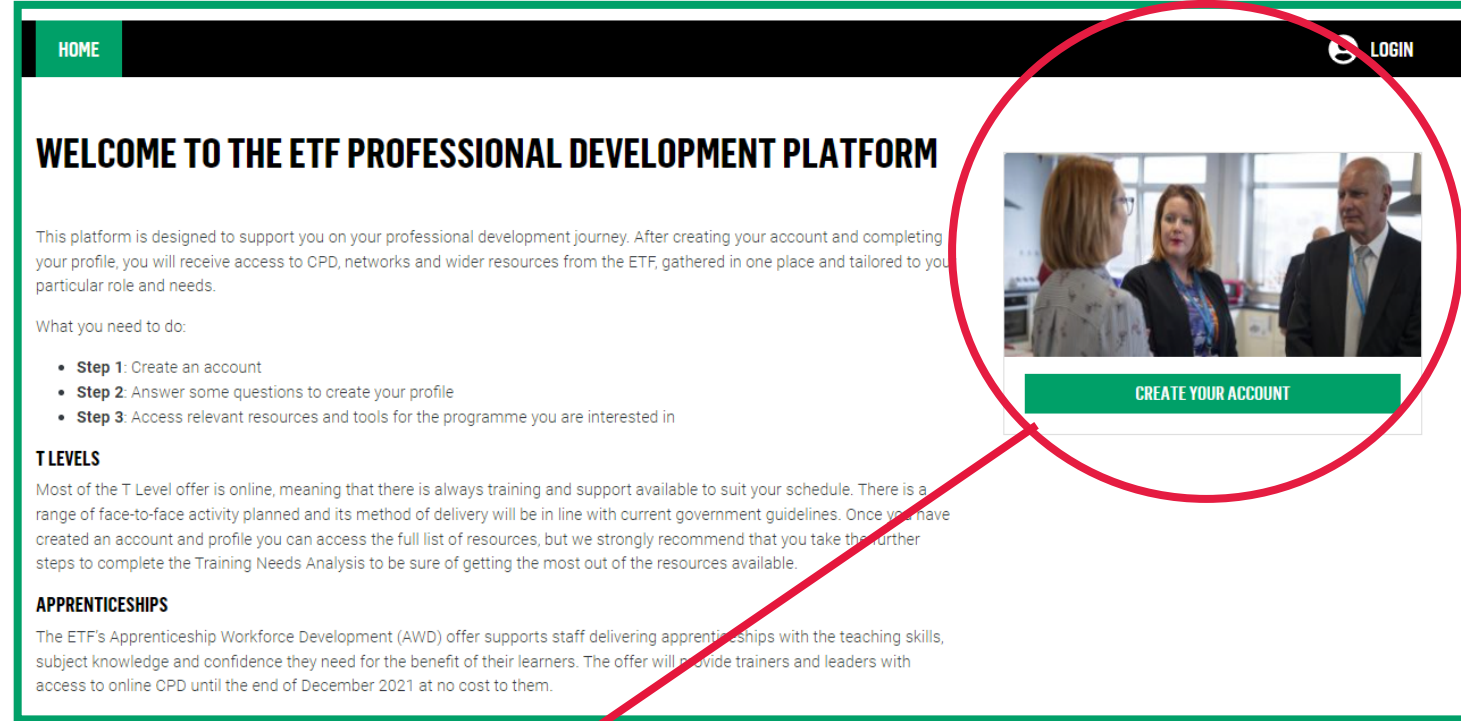 HOME
LOGIN
WELCOME TO THE ETF PROFESSIONAL DEVELOPMENT PLATFORM
This platform is designed to support you on your professional development journey. After creating your account and completing
your profile, you will receive access to CPD, networks and wider resources from the ETF, gathered in one place and tailored to you
particular role and needs.
What you need to do:
• Step 1: Create an account
• Step 2: Answer some questions to create your profile
• Step 3: Access relevant resources and tools for the programme you are interested in
CREATE YOUR ACCOUNT
T LEVELS
Most of the T Level offer is online, meaning that there is always training and support available to suit your schedule. There is a
range of face-to-face activity planned and its method of delivery will be in line with current government guidelines. Once you have
created an account and profile you can access the full list of resources, but we strongly recommend that you take the further
steps to complete the Training Needs Analysis to be sure of getting the most out of the resources available.
APPRENTICESHIPS
The ETF's Apprenticeship Workforce Development (AWD) offer supports staff delivering apprenticeships with the teaching skills,
subject knowledge and confidence they need for the benefit of their learners. The offer will provide trainers and leaders with
access to online CPD until the end of December 2021 at no cost to them.